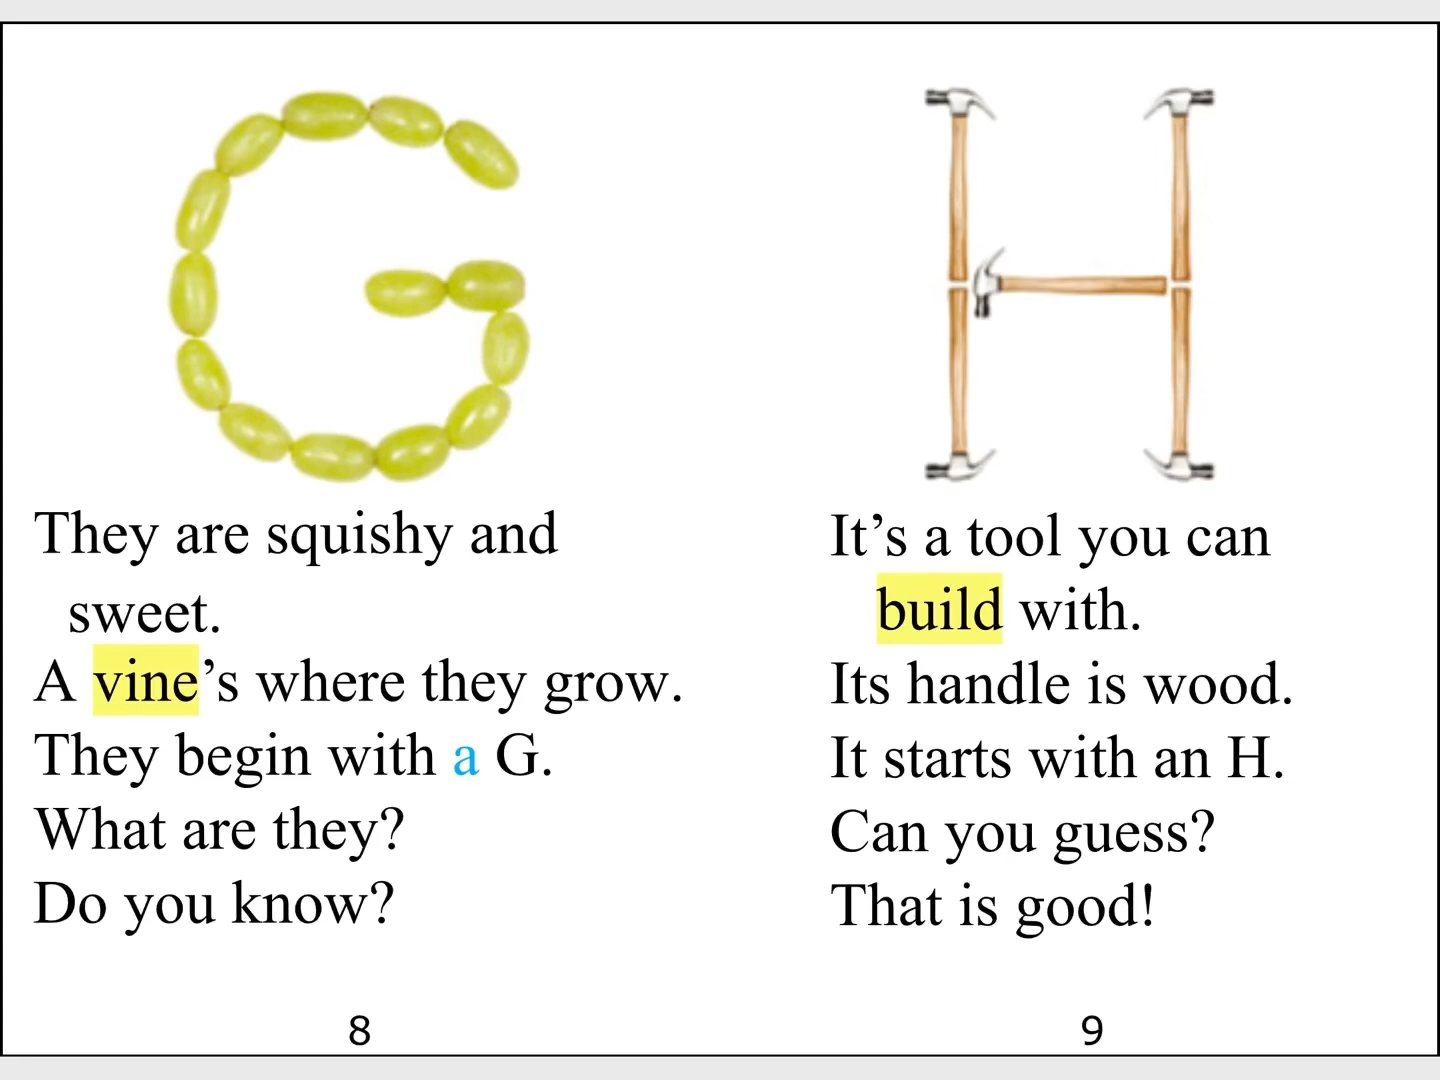 They are squishy and
sweet.
A vine’s where they grow.
They begin with a G.
What are they?
Do you know?
8
It’s a tool you can
build with.
Its handle is wood.
It starts with an H.
Can you guess?
That is good!
9